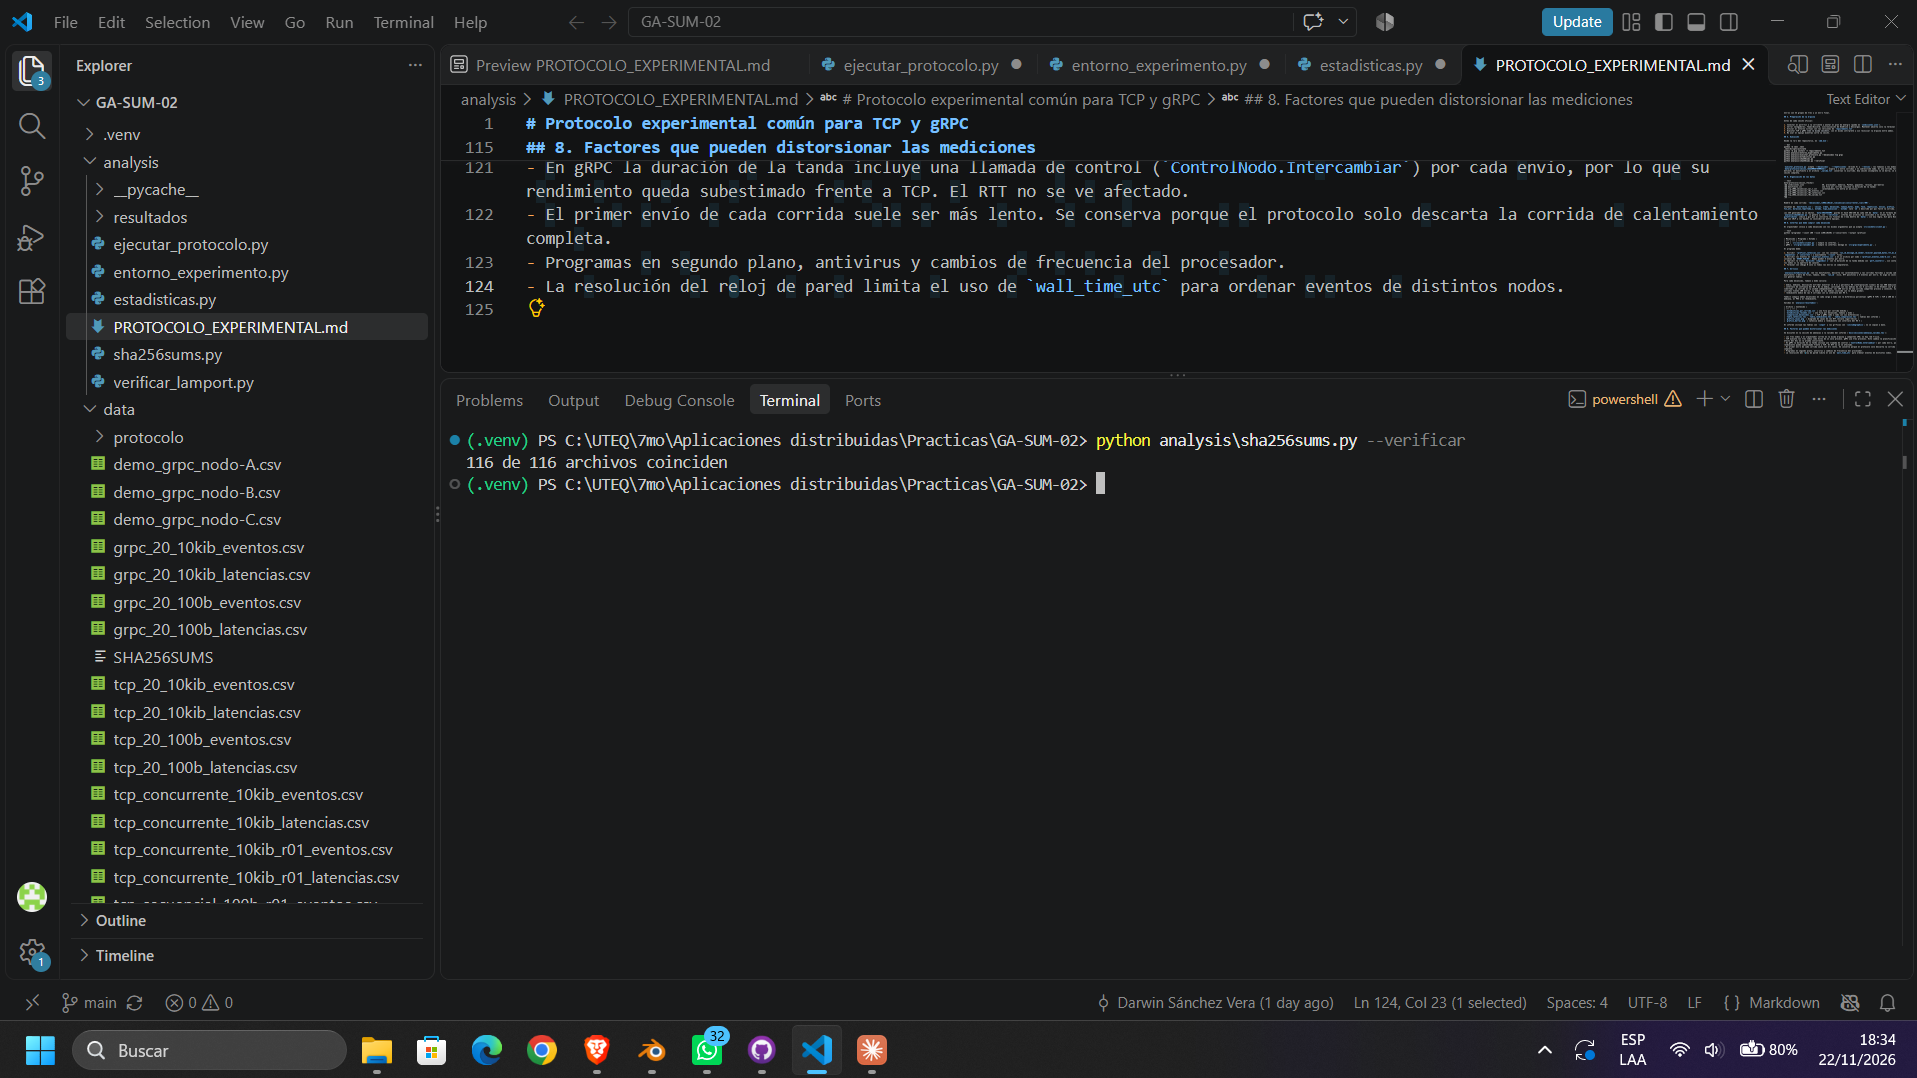 File Edit Selection View Go Run Terminal Help
GA-SUM-02
Update
Explorer
GA-SUM-02
.venv
analysis
__pycache__
resultados
ejecutar_protocolo.py
entorno_experimento.py
estadisticas.py
PROTOCOLO_EXPERIMENTAL.md
sha256sums.py
verificar_lamport.py
data
protocolo
demo_grpc_nodo-A.csv
demo_grpc_nodo-B.csv
demo_grpc_nodo-C.csv
grpc_20_10kib_eventos.csv
grpc_20_10kib_latencias.csv
grpc_20_100b_eventos.csv
grpc_20_100b_latencias.csv
SHA256SUMS
tcp_20_10kib_eventos.csv
tcp_20_10kib_latencias.csv
tcp_20_100b_eventos.csv
tcp_20_100b_latencias.csv
tcp_concurrente_10kib_eventos.csv
tcp_concurrente_10kib_latencias.csv
tcp_concurrente_10kib_r01_eventos.csv
tcp_concurrente_10kib_r01_latencias.csv
Outline
Timeline
3
1
Preview PROTOCOLO_EXPERIMENTAL.md ejecutar_protocolo.py entorno_experimento.py estadisticas.py PROTOCOLO_EXPERIMENTAL.md
analysis > PROTOCOLO_EXPERIMENTAL.md > # Protocolo experimental común para TCP y gRPC > ## 8. Factores que pueden distorsionar las mediciones
Text Editor
1 # Protocolo experimental común para TCP y gRPC
115 ## 8. Factores que pueden distorsionar las mediciones
121 - En gRPC la duración de la tanda incluye una llamada de control (`ControlNodo.Intercambiar`) por cada envío, por lo que su
rendimiento queda subestimado frente a TCP. El RTT no se ve afectado.
122 - El primer envío de cada corrida suele ser más lento. Se conserva porque el protocolo solo descarta la corrida de calentamiento
completa.
123 - Programas en segundo plano, antivirus y cambios de frecuencia del procesador.
124 - La resolución del reloj de pared limita el uso de `wall_time_utc` para ordenar eventos de distintos nodos.
125
Problems Output Debug Console Terminal Ports
powershell
(.venv) PS C:\UTEQ\7mo\Aplicaciones distribuidas\Practicas\GA-SUM-02> python analysis\sha256sums.py --verificar
116 de 116 archivos coinciden
(.venv) PS C:\UTEQ\7mo\Aplicaciones distribuidas\Practicas\GA-SUM-02>
main 0 0
Darwin Sánchez Vera (1 day ago) Ln 124, Col 23 (1 selected) Spaces: 4 UTF-8 LF { } Markdown
Buscar
32
ESP
LAA
80%
18:34
22/11/2026